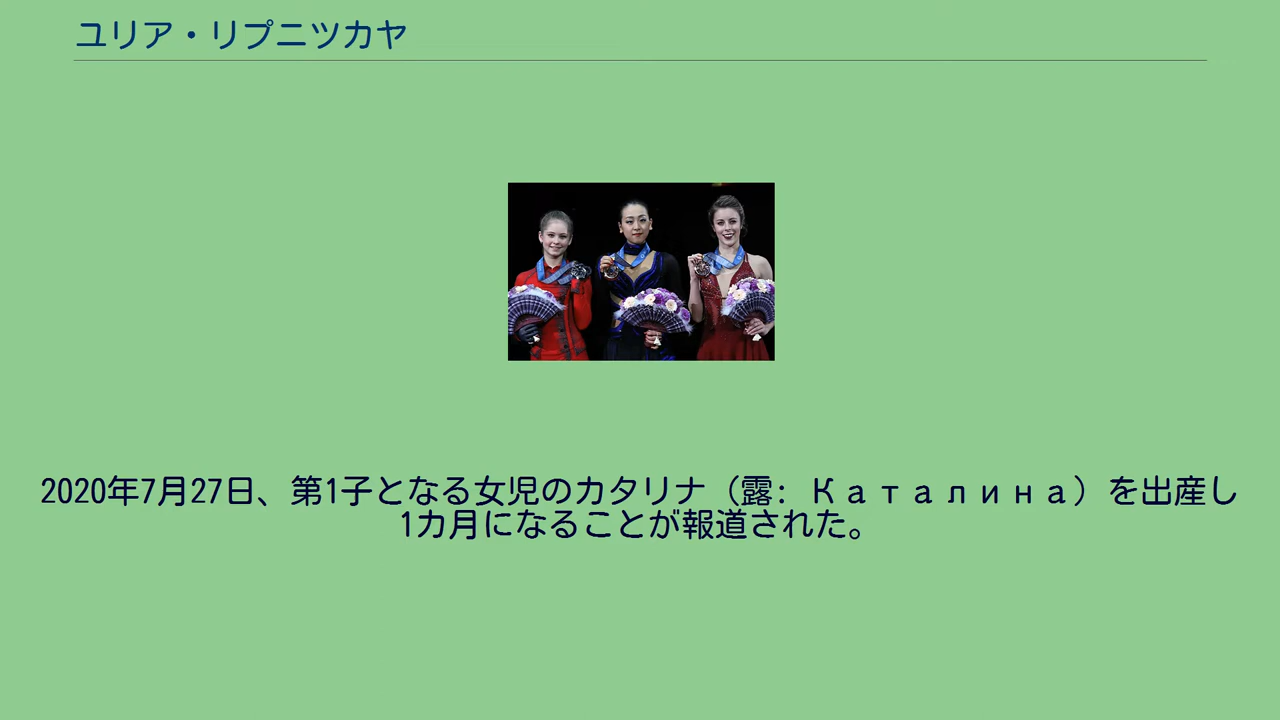 ユリア・リプニツカヤ
2020年7月27日、第1子となる女児のカタリナ（露: Каталина）を出産し
1カ月になることが報道された。